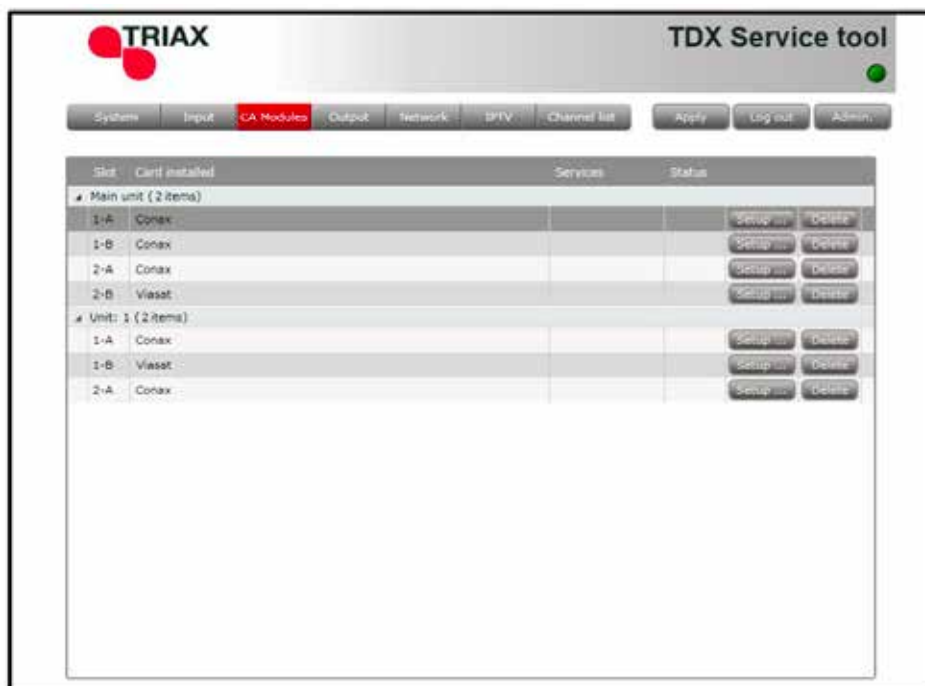 TRIAX
TDX Service tool
System Input CA Modules Output Network IPTV Channel list Apply Log out Admin.
Slot Card installed Services Status
Main unit (2 items)
1-A Conax Setup ... Delete
1-B Conax Setup ... Delete
2-A Conax Setup ... Delete
2-B Viasat Setup ... Delete
Unit: 1 (2 items)
1-A Conax Setup ... Delete
1-B Viasat Setup ... Delete
2-A Conax Setup ... Delete